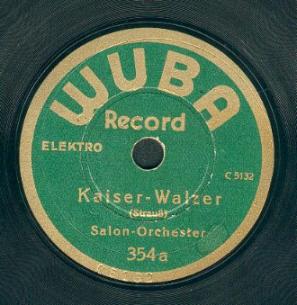 WUBA
Record
ELEKTRO
C 5132
Kaiser-Walzer
(Strauß)
Salon-Orchester
354a